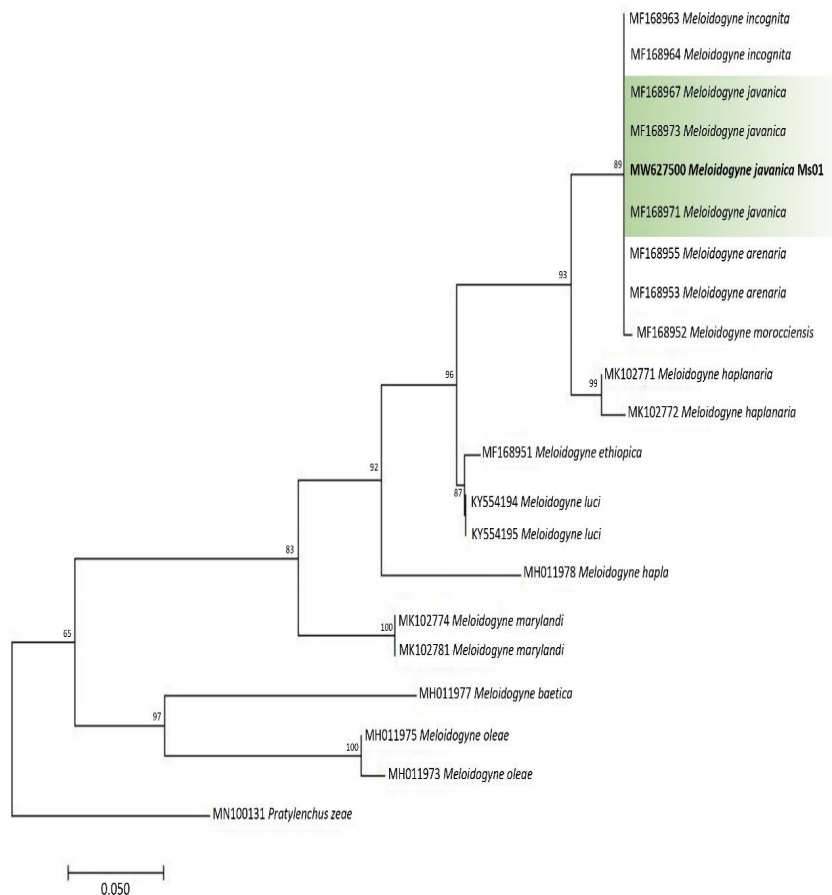 MF168963 Meloidogyne incognita
MF168964 Meloidogyne incognita
MF168967 Meloidogyne javanica
MF168973 Meloidogyne javanica
89
MW627500 Meloidogyne javanica Ms01
MF168971 Meloidogyne javanica
MF168955 Meloidogyne arenaria
93
MF168953 Meloidogyne arenaria
MF168952 Meloidogyne morocciensis
96
MK102771 Meloidogyne haplanaria
99
MK102772 Meloidogyne haplanaria
MF168951 Meloidogyne ethiopica
92
87
KY554194 Meloidogyne luci
KY554195 Meloidogyne luci
83
MH011978 Meloidogyne hapla
MK102774 Meloidogyne marylandi
100
65
MK102781 Meloidogyne marylandi
MH011977 Meloidogyne baetica
97
MH011975 Meloidogyne oleae
100
MH011973 Meloidogyne oleae
MN100131 Pratylenchus zeae
0.050